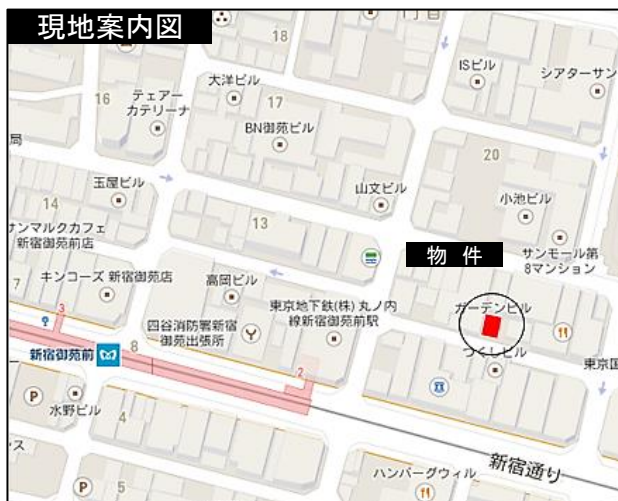 現地案内図
18
ISビル
シアターサン
大洋ビル
16
テェアー
カテリーナ
17
BN御苑ビル
局
20
玉屋ビル
山文ビル
小池ビル
14
13
サンマルクカフェ
新宿御苑前店
物件
サンモール第
8マンション
キンコーズ 新宿御苑店
高岡ビル
ガーデンビル
7
東京地下鉄(株) 丸ノ内
線新宿御苑前駅
四谷消防署新宿
御苑出張所
3
つくしビル
新宿御苑前
8
2
東京国
P
水野ビル
4
新宿通り
ンス
ハンバーグウィル
P
5